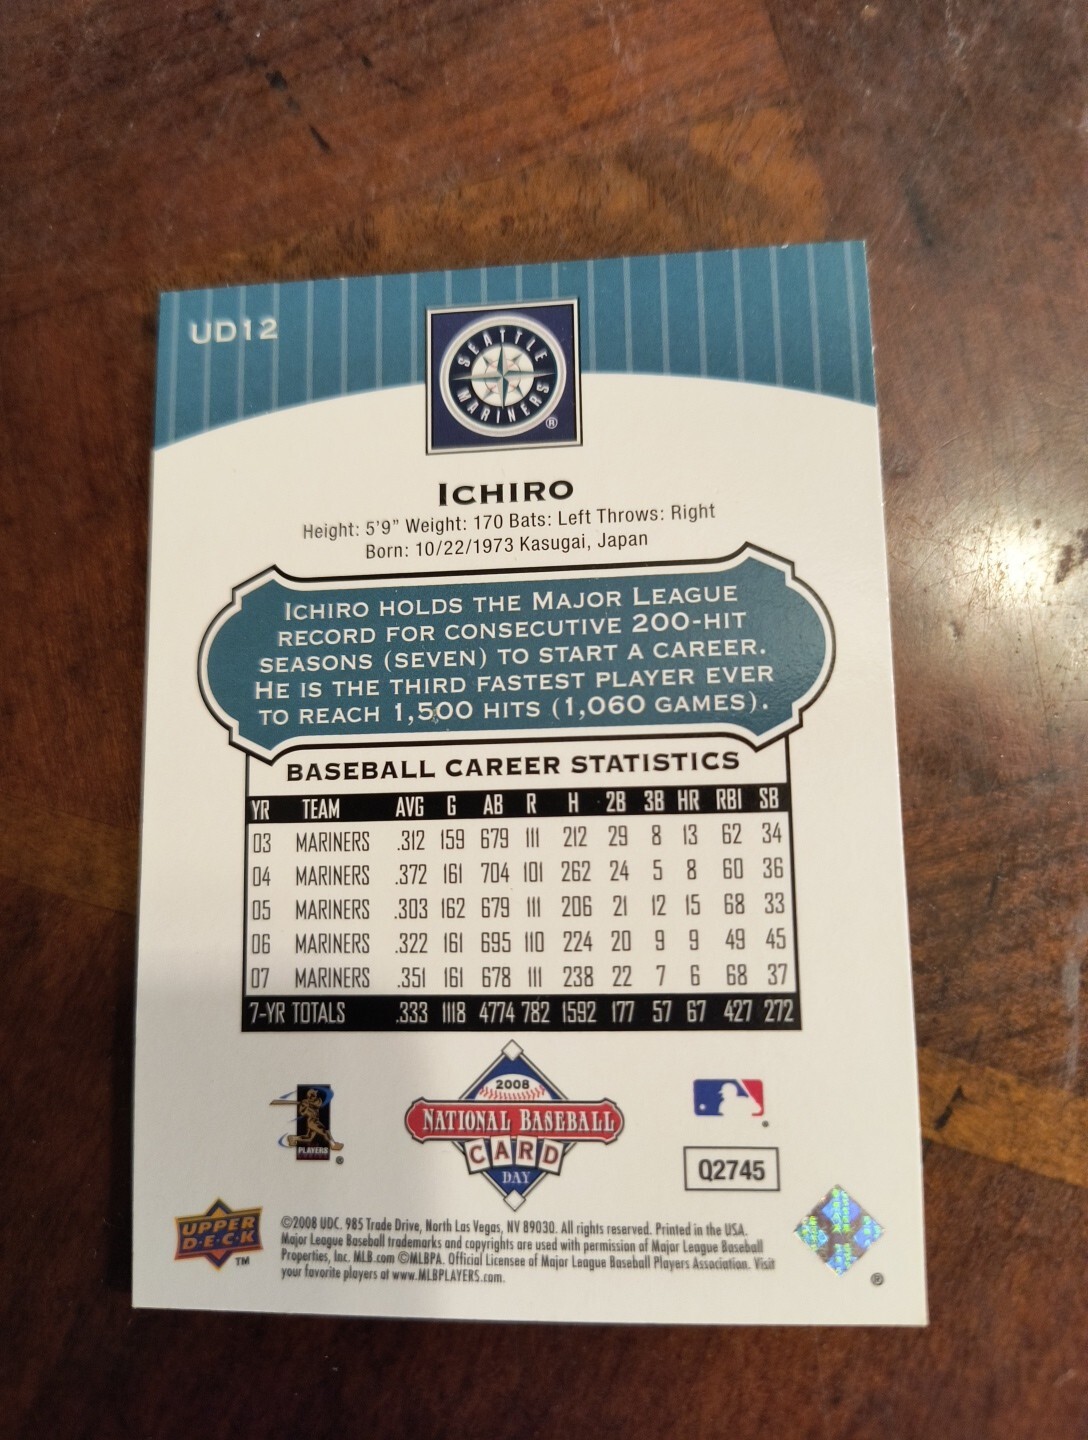 UD12
SEATTLE
MARINERS
®
ICHIRO
Height: 5'9" Weight: 170 Bats: Left Throws: Right
Born: 10/22/1973 Kasugai, Japan
ICHIRO HOLDS THE MAJOR LEAGUE
RECORD FOR CONSECUTIVE 200-HIT
SEASONS (SEVEN) TO START A CAREER.
HE IS THE THIRD FASTEST PLAYER EVER
TO REACH 1,500 HITS (1,060 GAMES).
BASEBALL CAREER STATISTICS
YR TEAM AVG G AB R H 2B 3B HR RBI SB
03 MARINERS .312 159 679 111 212 29 8 13 62 34
04 MARINERS .372 161 704 101 262 24 5 8 60 36
05 MARINERS .303 162 679 111 206 21 12 15 68 33
06 MARINERS .322 161 695 110 224 20 9 9 49 45
07 MARINERS .351 161 678 111 238 22 7 6 68 37
7-YR TOTALS .333 1118 4774 782 1592 177 57 67 427 272
2008
NATIONAL BASEBALL
CARD
DAY
PLAYERS
®
Q2745
UPPER
DECK
TM
©2008 UDC. 985 Trade Drive, North Las Vegas, NV 89030. All rights reserved. Printed in the USA.
Major League Baseball trademarks and copyrights are used with permission of Major League Baseball
Properties, Inc. MLB.com ©MLBPA. Official Licensee of Major League Baseball Players Association. Visit
your favorite players at www.MLBPLAYERS.com.
®